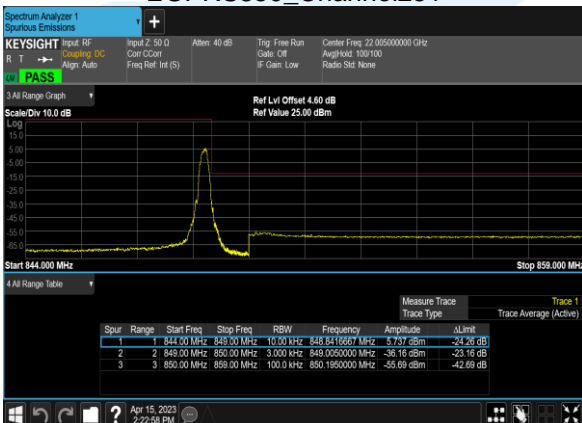 Spectrum Analyzer 1
Spurious Emissions
KEYSIGHT
R T
LW PASS
Input: RF
Coupling: DC
Align: Auto
Input Z: 50 Ω
Corr CCorr
Freq Ref: Int (S)
Atten: 40 dB
Trig: Free Run
Gate: Off
IF Gain: Low
Center Freq: 22.005000000 GHz
Avg|Hold: 100/100
Radio Std: None
3 All Range Graph
Scale/Div 10.0 dB
Ref Lvl Offset 4.60 dB
Ref Value 25.00 dBm
Log
15.0
5.00
-5.00
-15.0
-25.0
-35.0
-45.0
-55.0
-65.0
Start 844.000 MHz
Stop 859.000 MHz
4 All Range Table
Measure Trace Trace 1
Trace Type Trace Average (Active)
Spur Range Start Freq Stop Freq RBW Frequency Amplitude ΔLimit
1 1 844.00 MHz 849.00 MHz 10.00 kHz 848.8416667 MHz 5.737 dBm -24.26 dB
2 2 849.00 MHz 850.00 MHz 3.000 kHz 849.0050000 MHz -36.16 dBm -23.16 dB
3 3 850.00 MHz 859.00 MHz 100.0 kHz 850.1950000 MHz -55.69 dBm -42.69 dB
?
Apr 15, 2023
2:22:58 PM